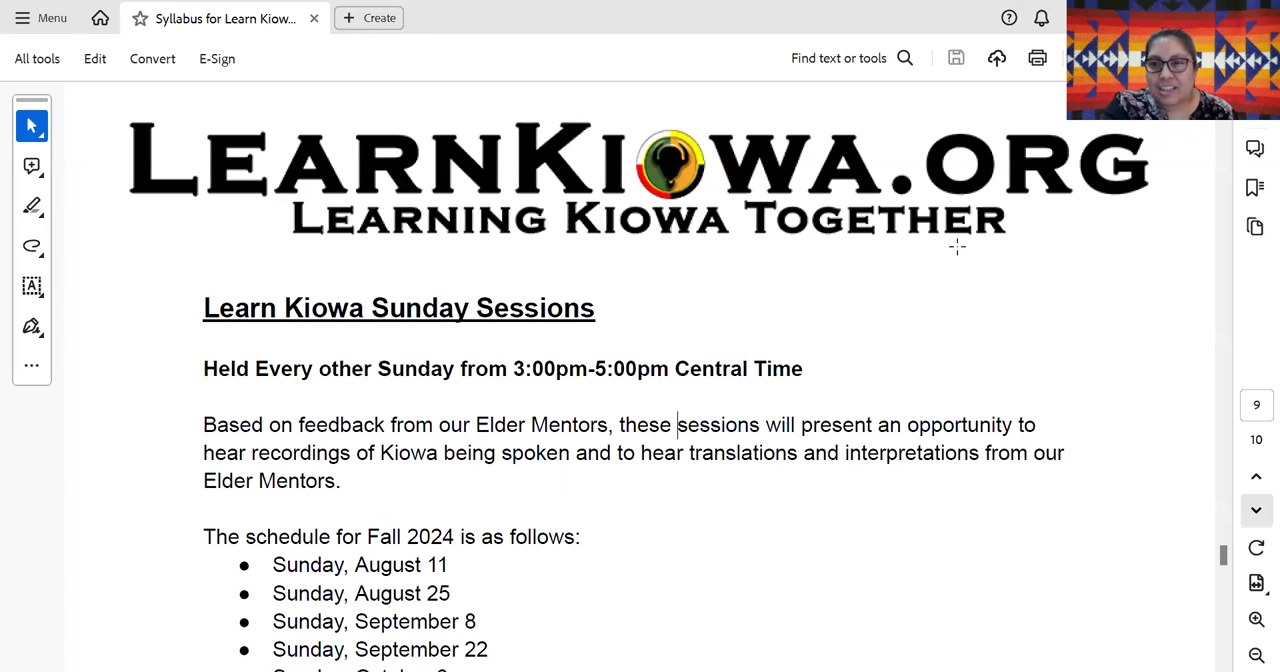 Menu
Syllabus for Learn Kiow...
Create
All tools
Edit
Convert
E-Sign
Find text or tools
LEARNKIOWA.ORG
LEARNING KIOWA TOGETHER
Learn Kiowa Sunday Sessions
Held Every other Sunday from 3:00pm-5:00pm Central Time
Based on feedback from our Elder Mentors, these sessions will present an opportunity to
hear recordings of Kiowa being spoken and to hear translations and interpretations from our
Elder Mentors.
The schedule for Fall 2024 is as follows:
● Sunday, August 11
● Sunday, August 25
● Sunday, September 8
● Sunday, September 22
9
10